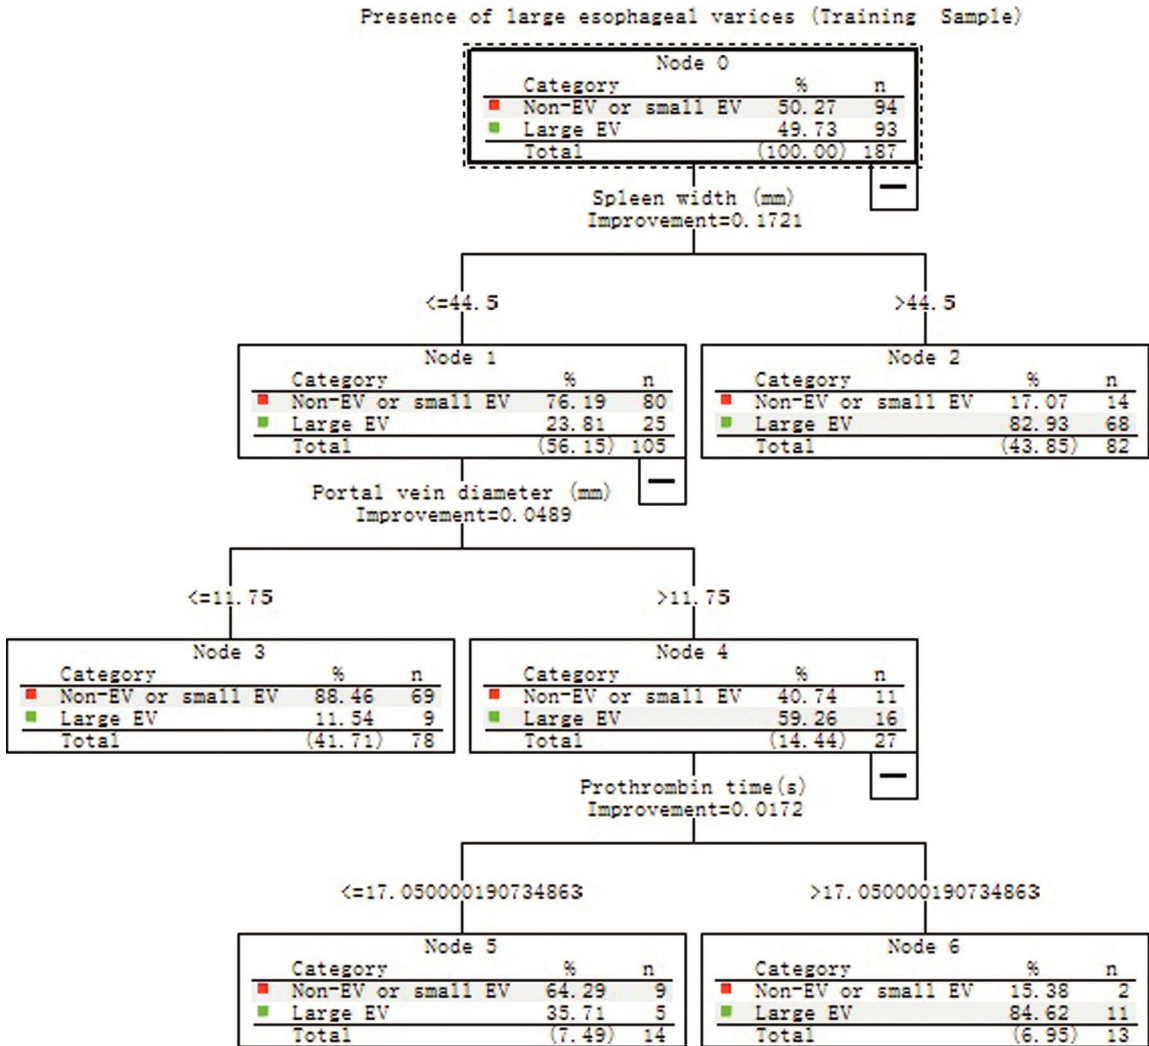 Presence of large esophageal varices (Training Sample)
Node 0
Category % n
Non-EV or small EV 50.27 94
Large EV 49.73 93
Total (100.00) 187
Spleen width (mm)
Improvement=0.1721
<=44.5 >44.5
Node 1
Category % n
Non-EV or small EV 76.19 80
Large EV 23.81 25
Total (56.15) 105
Node 2
Category % n
Non-EV or small EV 17.07 14
Large EV 82.93 68
Total (43.85) 82
Portal vein diameter (mm)
Improvement=0.0489
<=11.75 >11.75
Node 3
Category % n
Non-EV or small EV 88.46 69
Large EV 11.54 9
Total (41.71) 78
Node 4
Category % n
Non-EV or small EV 40.74 11
Large EV 59.26 16
Total (14.44) 27
Prothrombin time(s)
Improvement=0.0172
<=17.0500000190734863 >17.0500000190734863
Node 5
Category % n
Non-EV or small EV 64.29 9
Large EV 35.71 5
Total (7.49) 14
Node 6
Category % n
Non-EV or small EV 15.38 2
Large EV 84.62 11
Total (6.95) 13